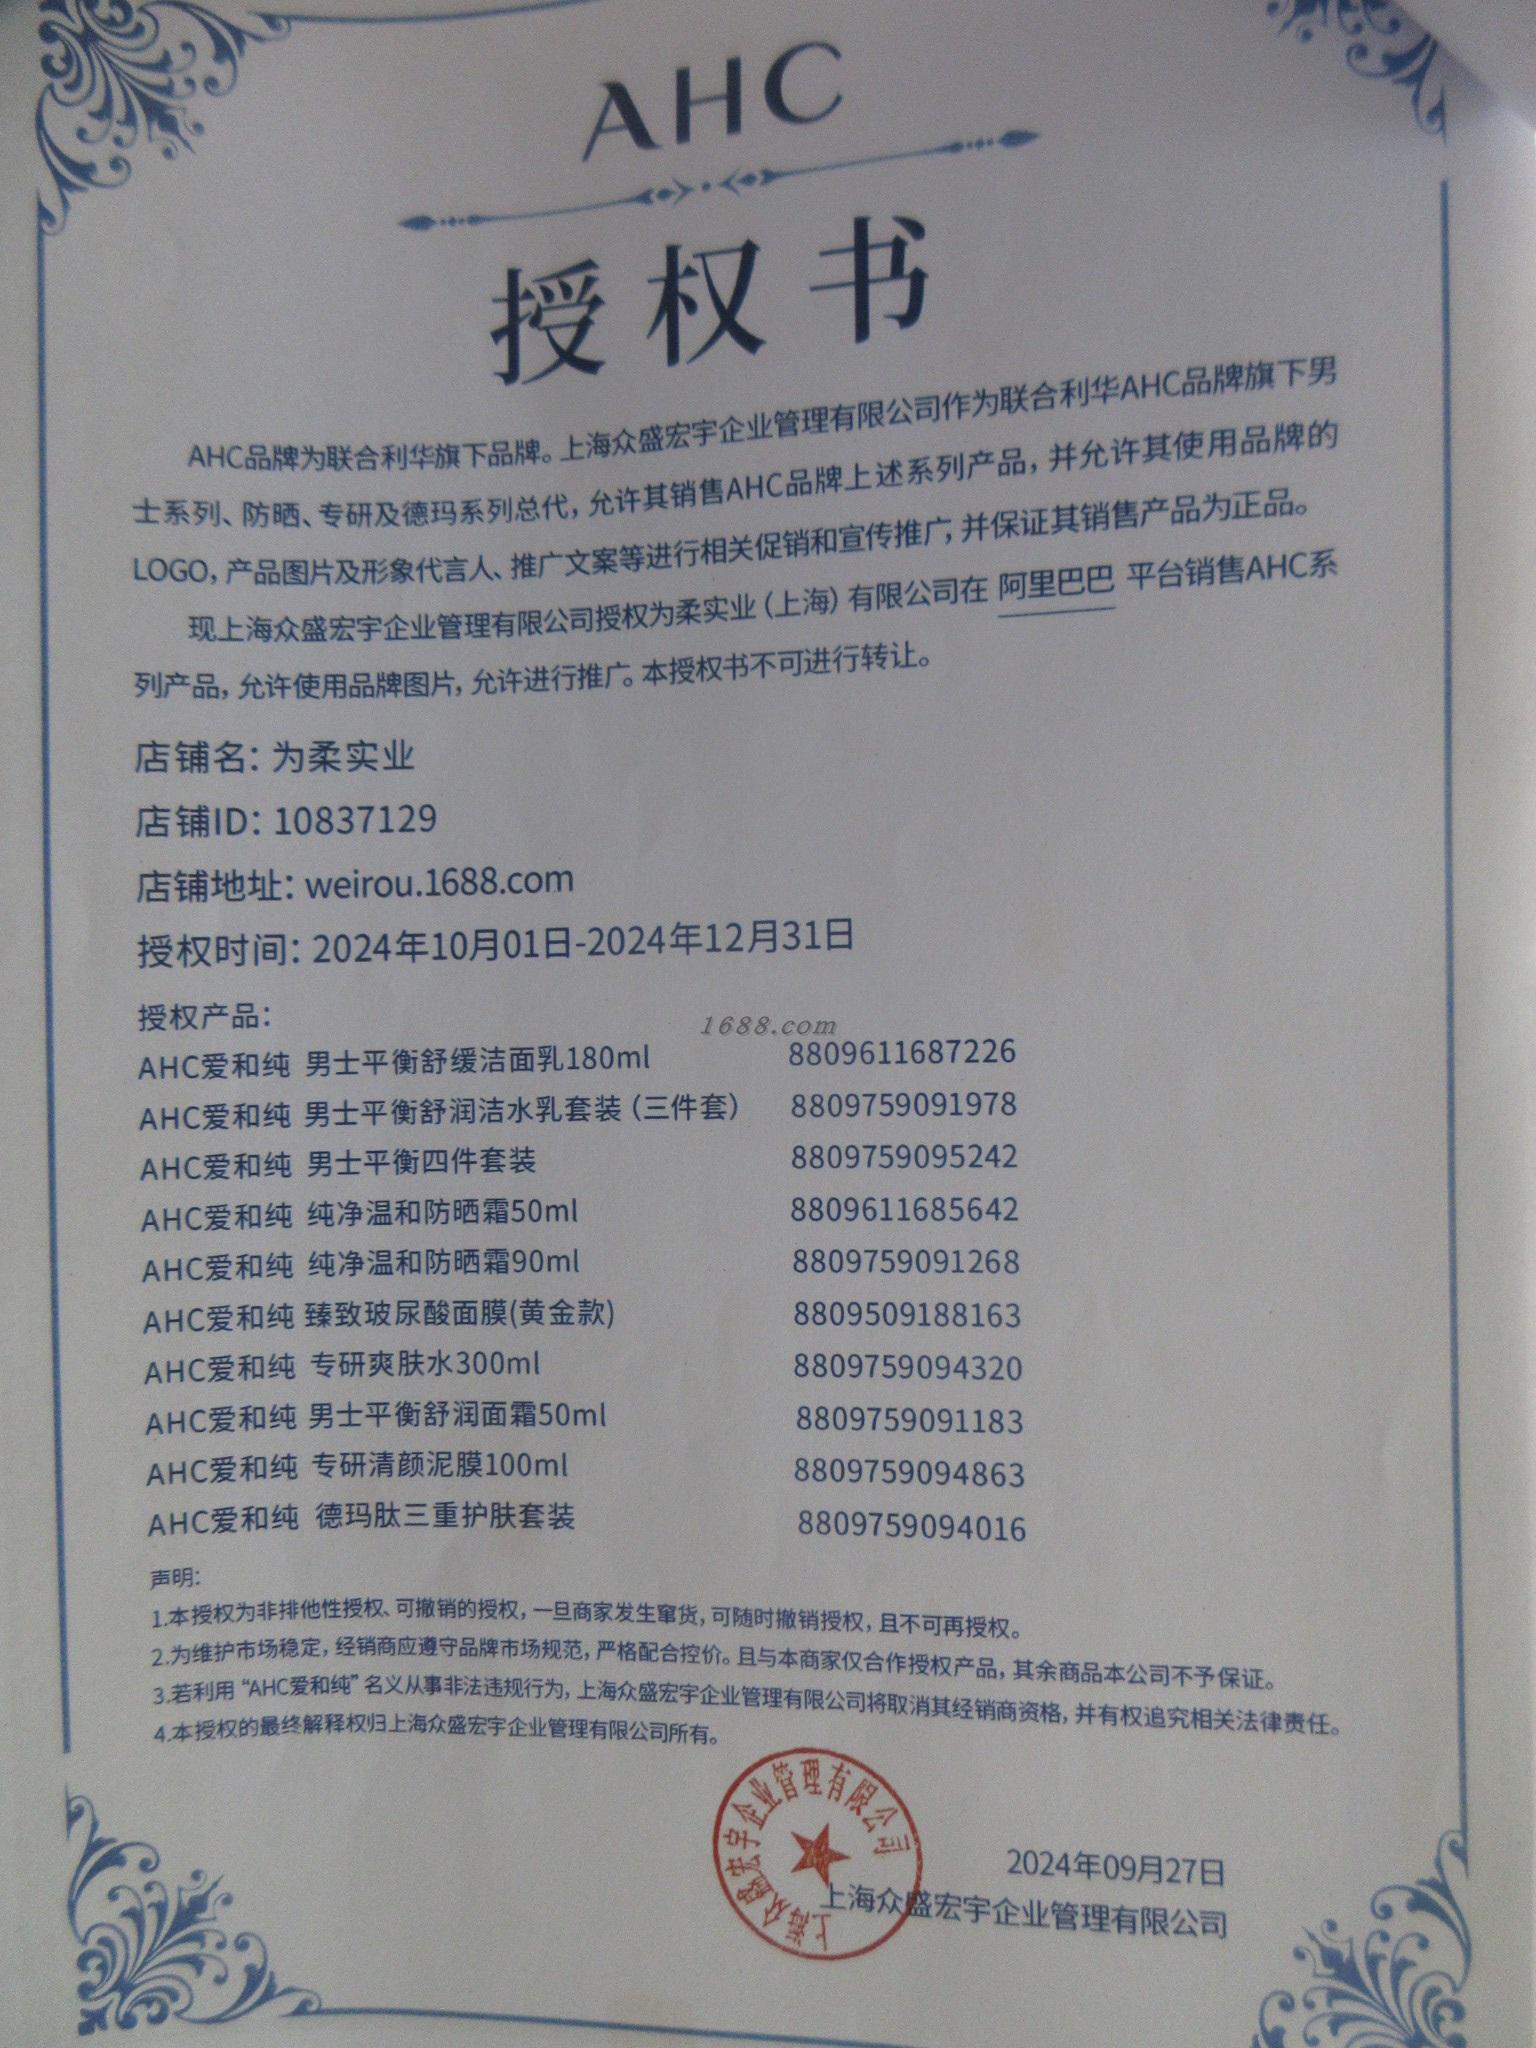 AHC
授权书
AHC品牌为联合利华旗下品牌。上海众盛宏宇企业管理有限公司作为联合利华AHC品牌旗下男
士系列、防晒、专研及德玛系列总代，允许其销售AHC品牌上述系列产品，并允许其使用品牌的
LOGO，产品图片及形象代言人、推广文案等进行相关促销和宣传推广，并保证其销售产品为正品。
现上海众盛宏宇企业管理有限公司授权为柔实业（上海）有限公司在 阿里巴巴 平台销售AHC系
列产品，允许使用品牌图片，允许进行推广。本授权书不可进行转让。
店铺名：为柔实业
店铺ID：10837129
店铺地址：weirou.1688.com
授权时间：2024年10月01日-2024年12月31日
授权产品：
1688.com
AHC爱和纯 男士平衡舒缓洁面乳180ml 8809611687226
AHC爱和纯 男士平衡舒润洁水乳套装（三件套） 8809759091978
AHC爱和纯 男士平衡四件套装 8809759095242
AHC爱和纯 纯净温和防晒霜50ml 8809611685642
AHC爱和纯 纯净温和防晒霜90ml 8809759091268
AHC爱和纯 臻致玻尿酸面膜(黄金款) 8809509188163
AHC爱和纯 专研爽肤水300ml 8809759094320
AHC爱和纯 男士平衡舒润面霜50ml 8809759091183
AHC爱和纯 专研清颜泥膜100ml 8809759094863
AHC爱和纯 德玛肽三重护肤套装 8809759094016
声明：
1.本授权为非排他性授权、可撤销的授权，一旦商家发生窜货，可随时撤销授权，且不可再授权。
2.为维护市场稳定，经销商应遵守品牌市场规范，严格配合控价。且与本商家仅合作授权产品，其余商品本公司不予保证。
3.若利用“AHC爱和纯”名义从事非法违规行为，上海众盛宏宇企业管理有限公司将取消其经销商资格，并有权追究相关法律责任。
4.本授权的最终解释权归上海众盛宏宇企业管理有限公司所有。
上海众盛宏宇企业管理有限公司
2024年09月27日
上海众盛宏宇企业管理有限公司